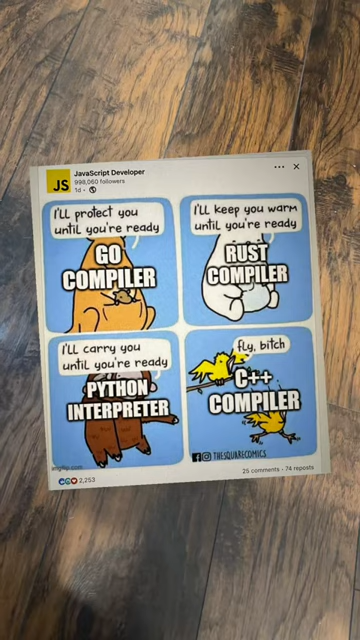 JS
JavaScript Developer
998,060 followers
1d •
I'll protect you
until you're ready
GO
COMPILER
I'll keep you warm
until you're ready
RUST
COMPILER
I'll carry you
until you're ready
PYTHON
INTERPRETER
fly, bitch
C++
COMPILER
imgflip.com
THESQUARECOMICS
2,253
25 comments • 74 reposts